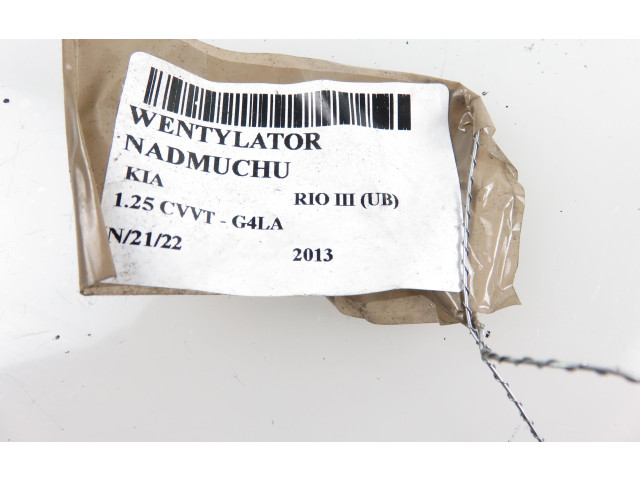 WENTYLATOR
NADMUCHU
KIA RIO III (UB)
1.25 CVVT - G4LA
N/21/22 2013